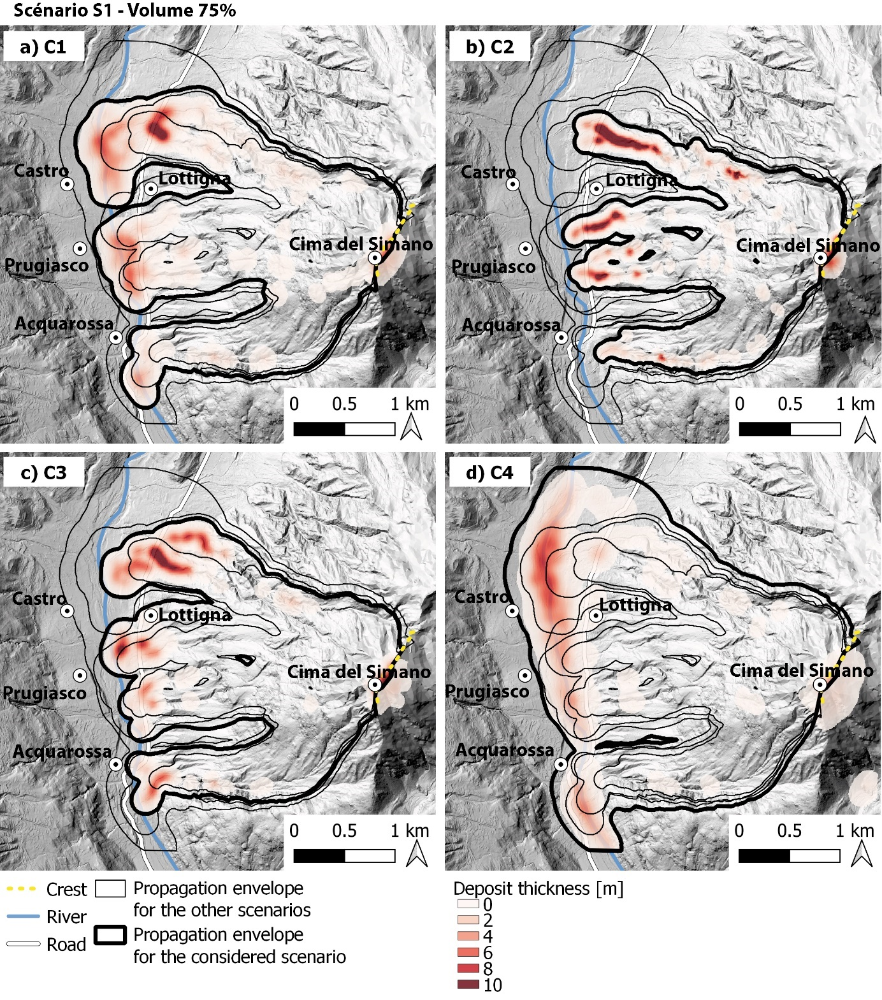 Scénario S1 - Volume 75%
a) C1
Castro
Lottigna
Cima del Simano
Prugiasco
Acquarossa
0 0.5 1 km
b) C2
Castro
Lottigna
Cima del Simano
Prugiasco
Acquarossa
0 0.5 1 km
c) C3
Castro
Lottigna
Cima del Simano
Prugiasco
Acquarossa
0 0.5 1 km
d) C4
Castro
Lottigna
Cima del Simano
Prugiasco
Acquarossa
0 0.5 1 km
Crest
River
Road
Propagation envelope
for the other scenarios
Propagation envelope
for the considered scenario
Deposit thickness [m]
0
2
4
6
8
10